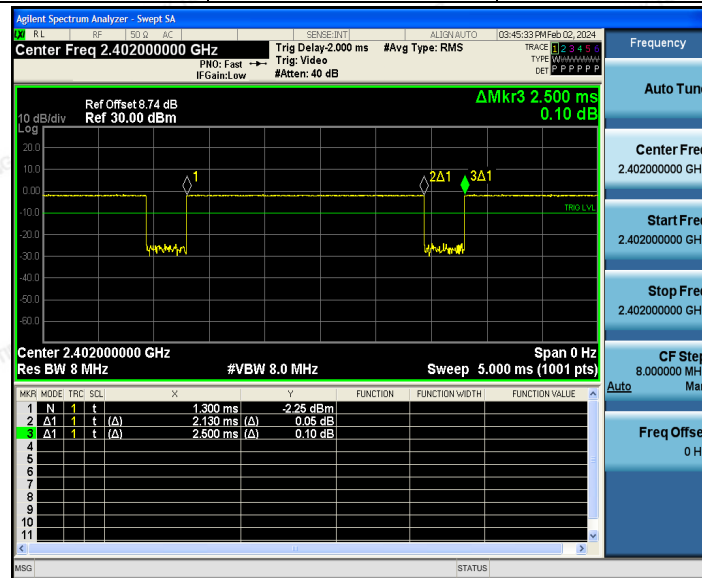 Agilent Spectrum Analyzer - Swept SA
LXI RL RF 50 Ω AC SENSE:INT ALIGN AUTO 03:45:33 PM Feb 02, 2024
Center Freq 2.402000000 GHz
PNO: Fast
IFGain:Low
Trig Delay-2.000 ms
Trig: Video
#Atten: 40 dB
#Avg Type: RMS
TRACE 1 2 3 4 5 6
TYPE WWWWWW
DET P P P P P P
Ref Offset 8.74 dB
10 dB/div Ref 30.00 dBm
Log
ΔMkr3 2.500 ms
0.10 dB
20.0
10.0
0.00
-10.0
-20.0
-30.0
-40.0
-50.0
-60.0
1
2Δ1
3Δ1
TRIG LVL
Center 2.402000000 GHz Span 0 Hz
Res BW 8 MHz #VBW 8.0 MHz Sweep 5.000 ms (1001 pts)
MKR MODE TRC SCL X Y FUNCTION FUNCTION WIDTH FUNCTION VALUE
1 N 1 t 1.300 ms -2.25 dBm
2 Δ1 1 t (Δ) 2.130 ms (Δ) 0.05 dB
3 Δ1 1 t (Δ) 2.500 ms (Δ) 0.10 dB
4
5
6
7
8
9
10
11
MSG STATUS
Frequency
Auto Tun
Center Fre
2.402000000 GH
Start Fre
2.402000000 GH
Stop Fre
2.402000000 GH
CF Step
8.000000 MH
Auto Ma
Freq Offse
0 H